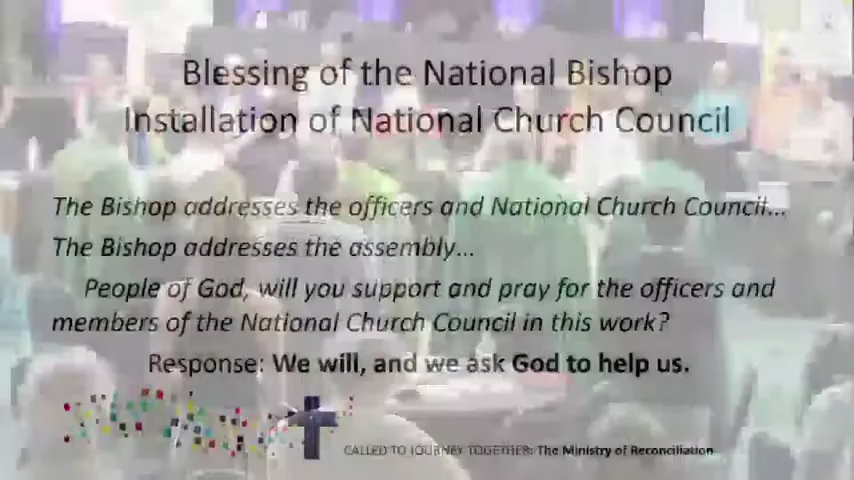 Blessing of the National Bishop
Installation of National Church Council
The Bishop addresses the officers and National Church Council...
The Bishop addresses the assembly...
People of God, will you support and pray for the officers and
members of the National Church Council in this work?
Response: We will, and we ask God to help us.
CALLED TO JOURNEY TOGETHER: The Ministry of Reconciliation